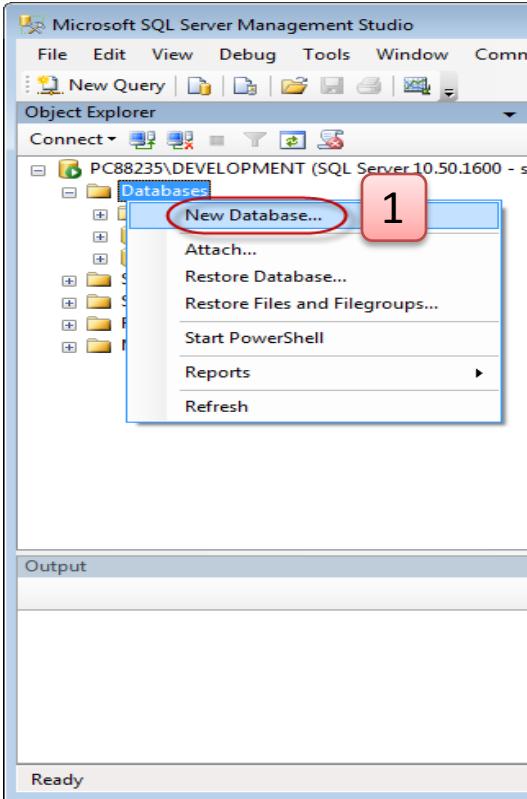 Microsoft SQL Server Management Studio
File Edit View Debug Tools Window Comm
New Query
Object Explorer
Connect
PC88235\DEVELOPMENT (SQL Server 10.50.1600 - s
Databases
New Database...
1
Attach...
Restore Database...
Restore Files and Filegroups...
Start PowerShell
Reports
Refresh
Output
Ready